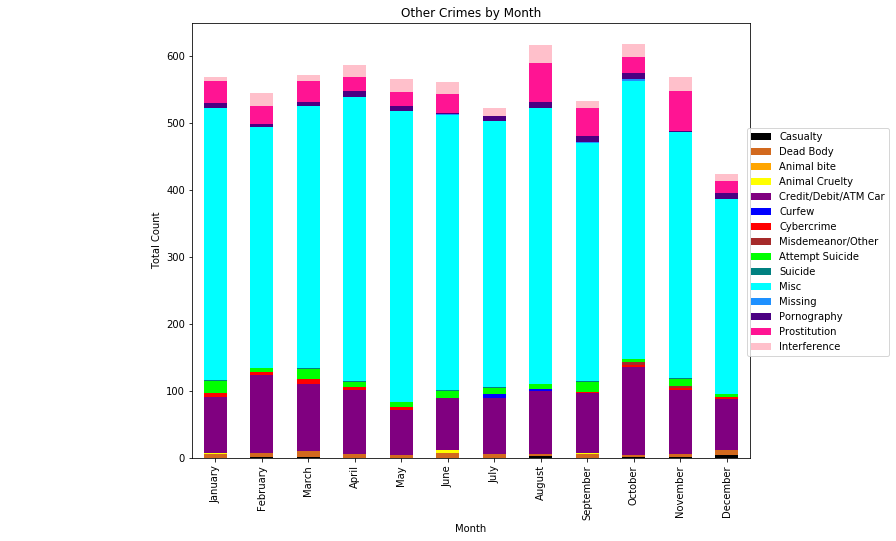 Other Crimes by Month
600
500
400
300
200
100
0
Total Count
Casualty
Dead Body
Animal bite
Animal Cruelty
Credit/Debit/ATM Car
Curfew
Cybercrime
Misdemeanor/Other
Attempt Suicide
Suicide
Misc
Missing
Pornography
Prostitution
Interference
January
February
March
April
May
June
July
August
September
October
November
December
Month